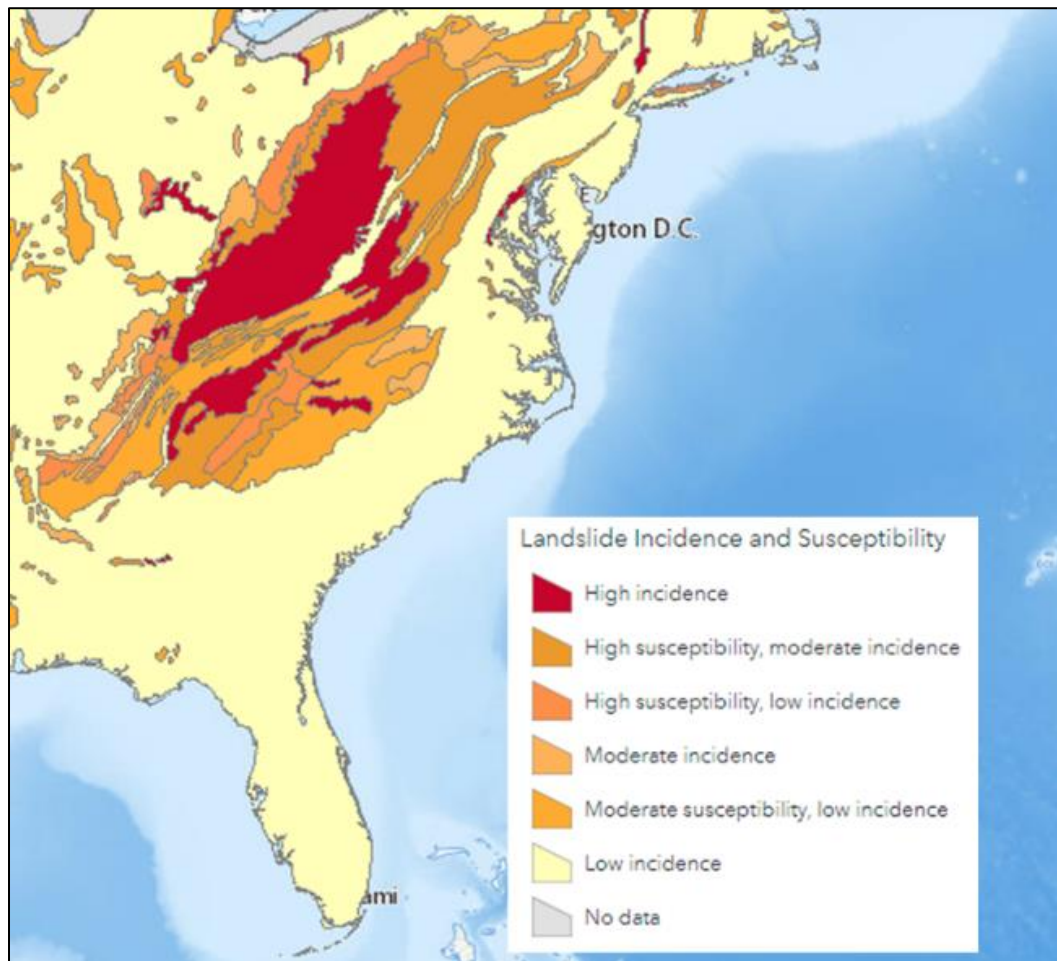 gton D.C.
Landslide Incidence and Susceptibility
High incidence
High susceptibility, moderate incidence
High susceptibility, low incidence
Moderate incidence
Moderate susceptibility, low incidence
Low incidence
No data
ami